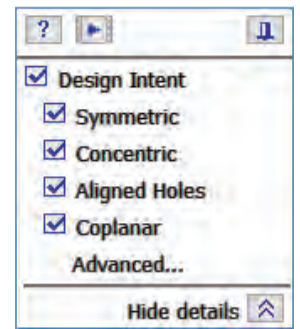 ?
Design Intent
Symmetric
Concentric
Aligned Holes
Coplanar
Advanced...
Hide details